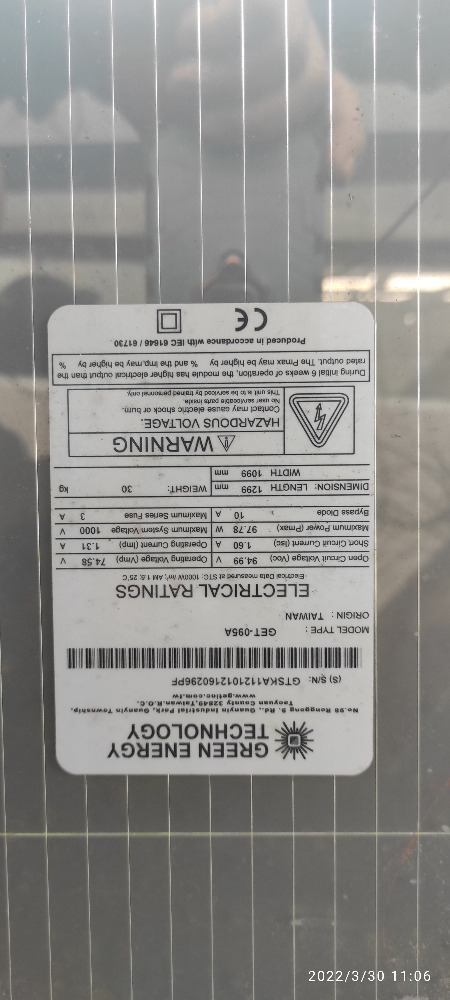 GREEN ENERGY
TECHNOLOGY
No.98 Ronggong S. Rd., Guanyin Industrial Park, Guanyin Township,
Taoyuan County 32849,Taiwan,R.O.C.
www.getinc.com.tw
(S) S/N: GTSKA11121012160296PF
MODEL TYPE: GET-095A
ORIGIN: TAIWAN
ELECTRICAL RATINGS
Electrical Data measured at STC: 1000W/m², AM 1.5, 25˚C
Open Circuit Voltage (Voc) 94.99 V Operating Voltage (Vmp) 74.58 V
Short Circuit Current (Isc) 1.60 A Operating Current (Imp) 1.31 A
Maximum Power (Pmax) 97.78 W Maximum System Voltage 1000 V
Bypass Diode 10 A Maximum Series Fuse 3 A
DIMENSION: LENGTH 1299 mm WEIGHT: 30 kg
WIDTH 1099 mm
WARNING
HAZARDOUS VOLTAGE.
Contact may cause electric shock or burn.
No user serviceable parts inside.
This unit is to be serviced by trained personnel only.
During initial 6 weeks of operation, the module has higher electrical output than the
rated output. The Pmax may be higher by % and the Imp.may be higher by %
Produced in accordance with IEC 61646 / 61730
CE
2022/3/30 11:06